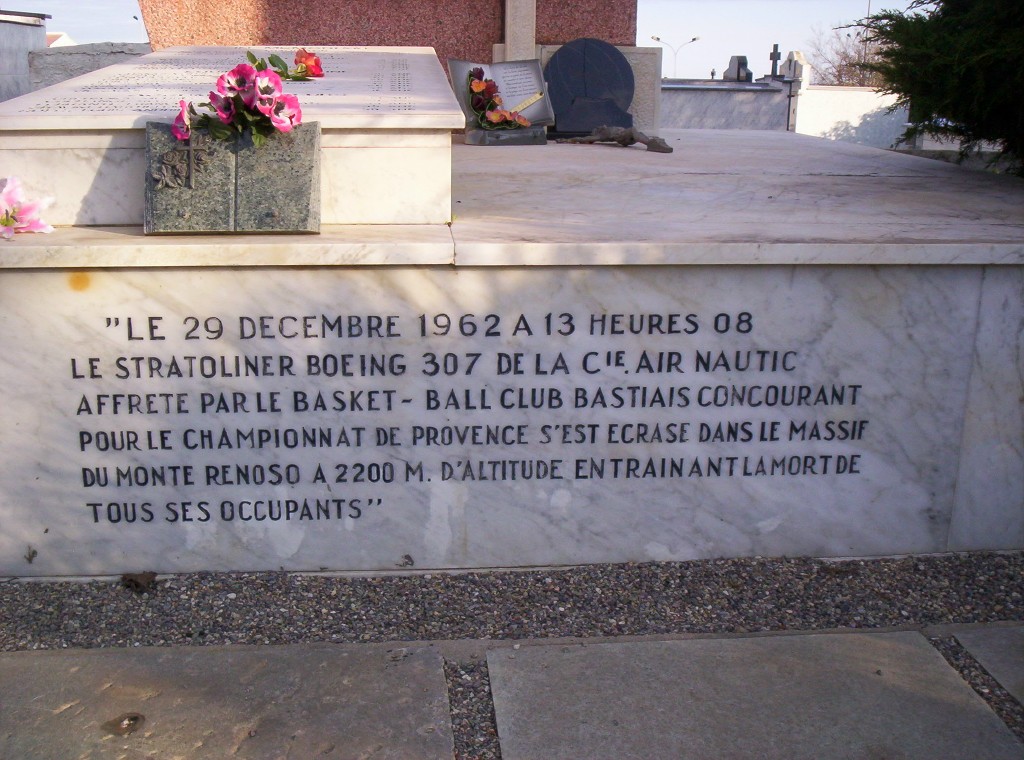 "LE 29 DECEMBRE 1962 A 13 HEURES 08
LE STRATOLINER BOEING 307 DE LA CIE. AIR NAUTIC
AFFRETE PAR LE BASKET - BALL CLUB BASTIAIS CONCOURANT
POUR LE CHAMPIONNAT DE PROVENCE S'EST ECRASE DANS LE MASSIF
DU MONTE RENOSO A 2200 M. D'ALTITUDE ENTRAINANT LA MORT DE
TOUS SES OCCUPANTS"